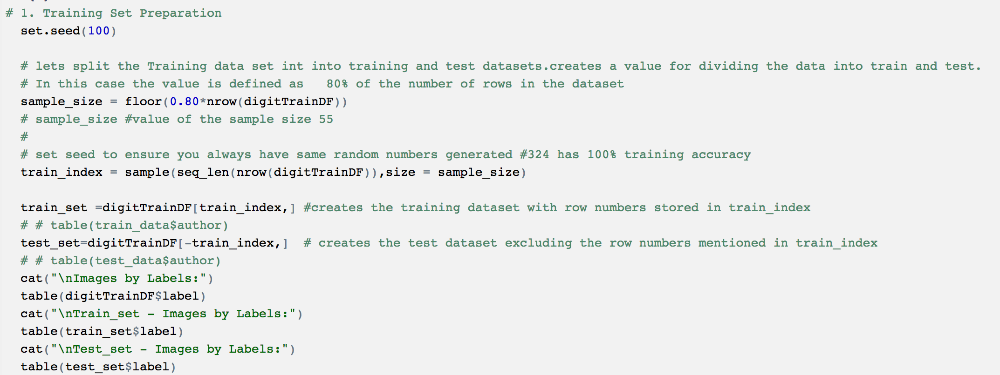 # 1. Training Set Preparation
set.seed(100)
# lets split the Training data set int into training and test datasets.creates a value for dividing the data into train and test.
# In this case the value is defined as   80% of the number of rows in the dataset
sample_size = floor(0.80*nrow(digitTrainDF))
# sample_size #value of the sample size 55
#
# set seed to ensure you always have same random numbers generated #324 has 100% training accuracy
train_index = sample(seq_len(nrow(digitTrainDF)),size = sample_size)
train_set =digitTrainDF[train_index,] #creates the training dataset with row numbers stored in train_index
# # table(train_data$author)
test_set=digitTrainDF[-train_index,]  # creates the test dataset excluding the row numbers mentioned in train_index
# # table(test_data$author)
cat("\nImages by Labels:")
table(digitTrainDF$label)
cat("\nTrain_set - Images by Labels:")
table(train_set$label)
cat("\nTest_set - Images by Labels:")
table(test_set$label)